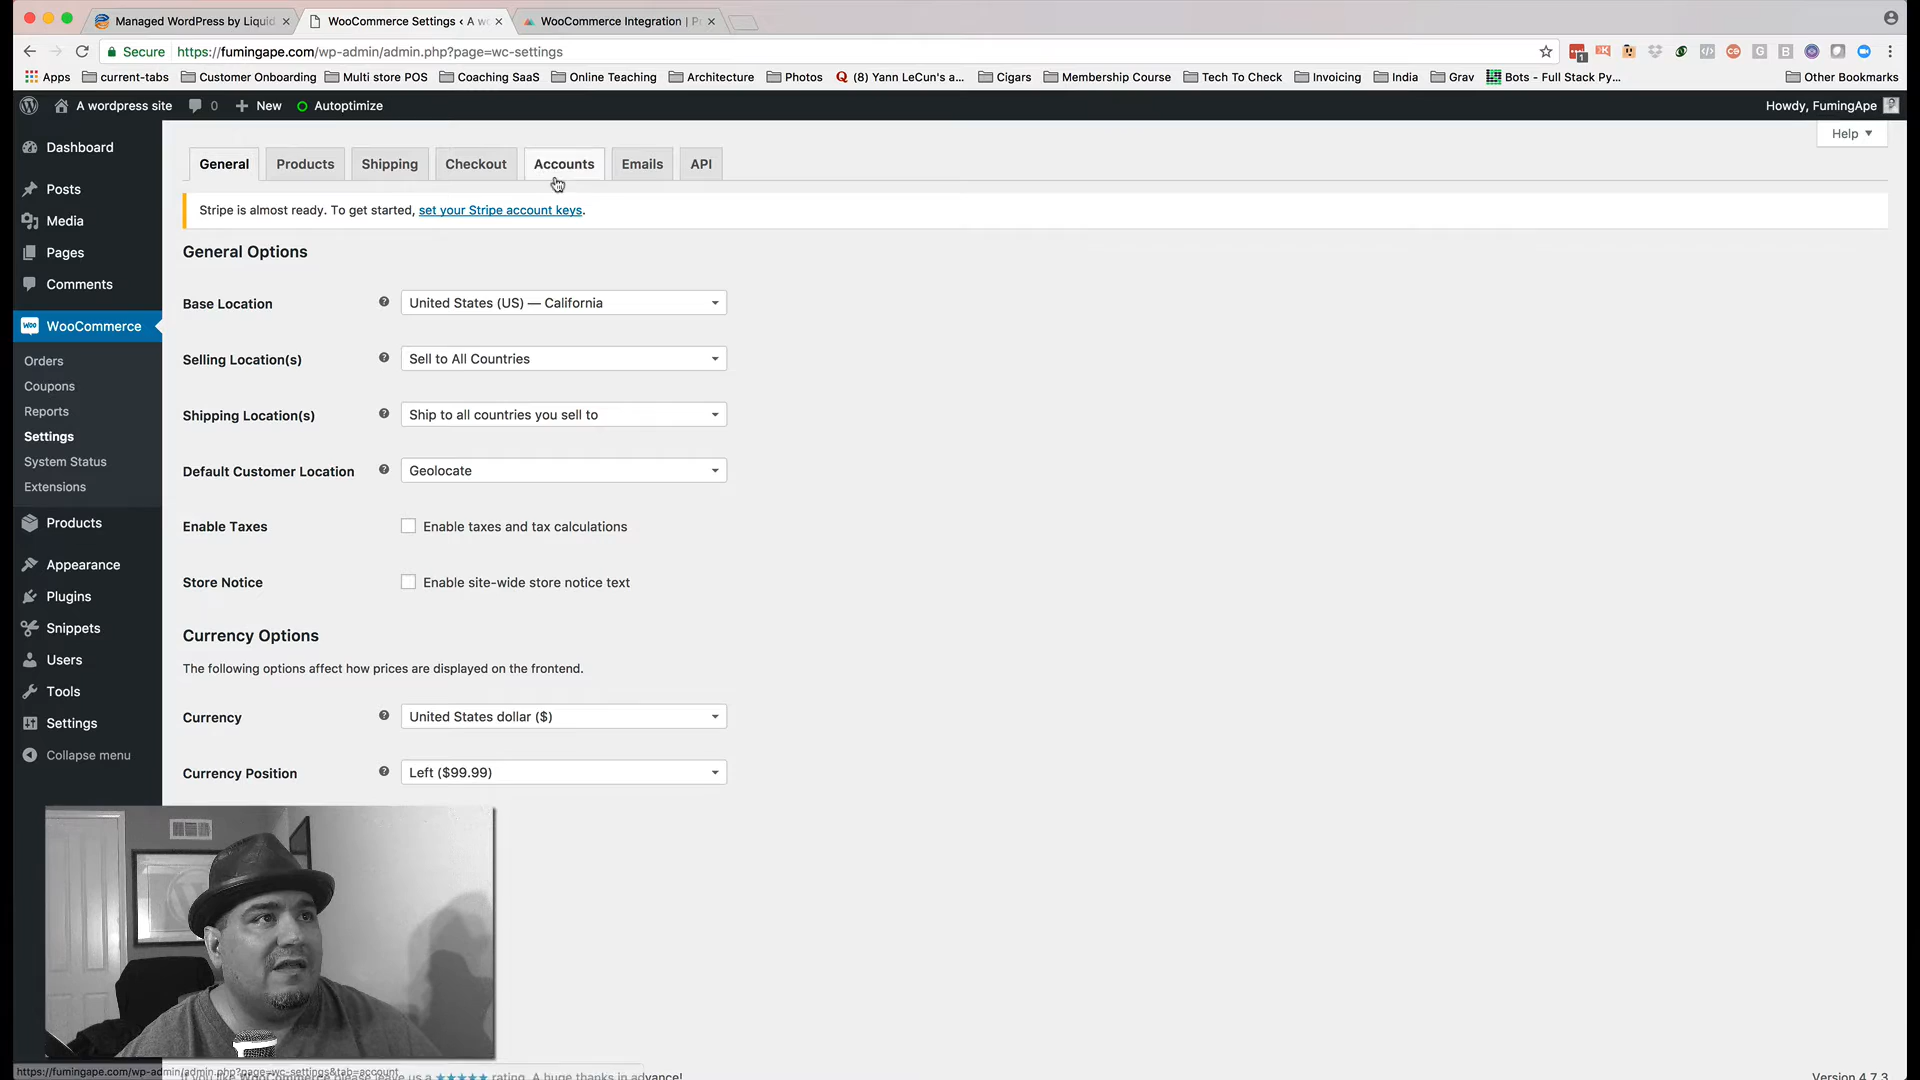 Managed WordPress by Liquid
WooCommerce Settings ‹ A wo
WooCommerce Integration | P
Secure https://fumingape.com/wp-admin/admin.php?page=wc-settings
Apps current-tabs Customer Onboarding Multi store POS Coaching SaaS Online Teaching Architecture Photos (8) Yann LeCun's a... Cigars Membership Course Tech To Check Invoicing India Grav Bots - Full Stack Py... Other Bookmarks
A wordpress site 0 New Autoptimize Howdy, FumingApe
Help
Dashboard
Posts
Media
Pages
Comments
WooCommerce
Orders
Coupons
Reports
Settings
System Status
Extensions
Products
Appearance
Plugins
Snippets
Users
Tools
Settings
Collapse menu
General Products Shipping Checkout Accounts Emails API
Stripe is almost ready. To get started, set your Stripe account keys.
General Options
Base Location United States (US) — California
Selling Location(s) Sell to All Countries
Shipping Location(s) Ship to all countries you sell to
Default Customer Location Geolocate
Enable Taxes Enable taxes and tax calculations
Store Notice Enable site-wide store notice text
Currency Options
The following options affect how prices are displayed on the frontend.
Currency United States dollar ($)
Currency Position Left ($99.99)
https://fumingape.com/wp-admin/admin.php?page=wc-settings&tab=account
If you like WooCommerce please leave us a ★★★★★ rating. A huge thanks in advance!
Version 4.7.3